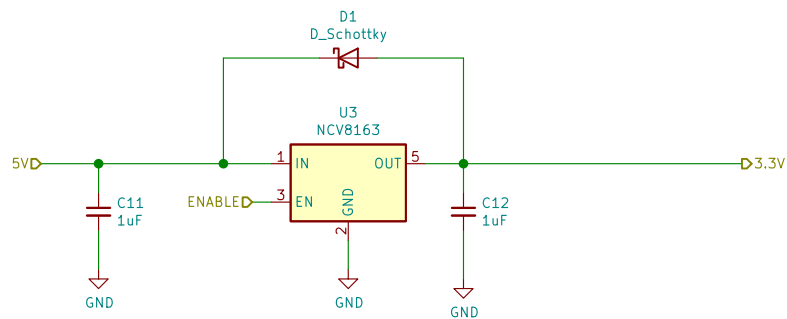 D1
D_Schottky
U3
NCV8163
5V
1
IN
OUT
5
3.3V
ENABLE
3
EN
GND
2
C11
1uF
C12
1uF
GND
GND
GND